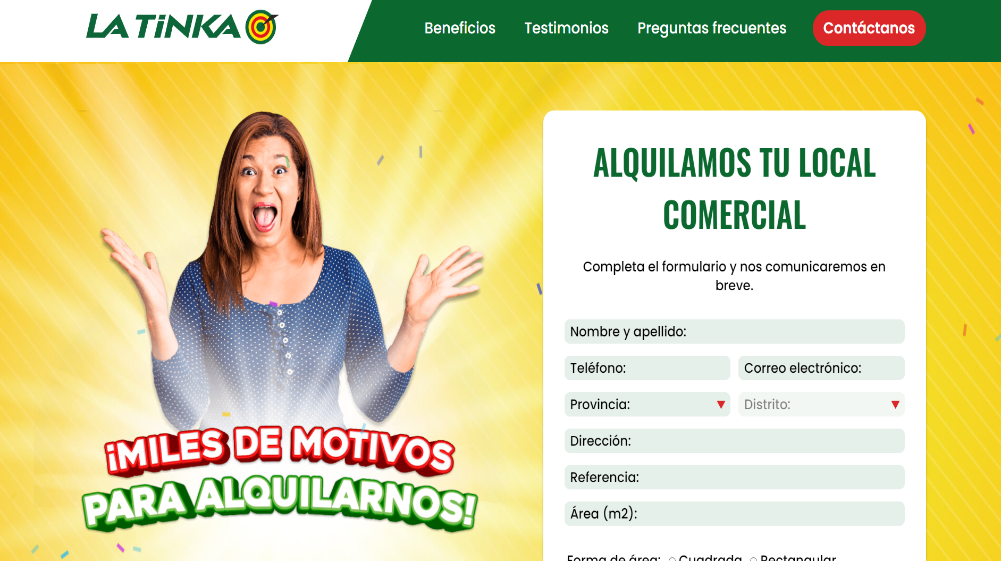 LA TiNKA
Beneficios
Testimonios
Preguntas frecuentes
Contáctanos
¡MILES DE MOTIVOS
PARA ALQUILARNOS!
ALQUILAMOS TU LOCAL
COMERCIAL
Completa el formulario y nos comunicaremos en
breve.
Nombre y apellido:
Teléfono:
Correo electrónico:
Provincia:
Distrito:
Dirección:
Referencia:
Área (m2):
Forma de área: Cuadrada Rectangular